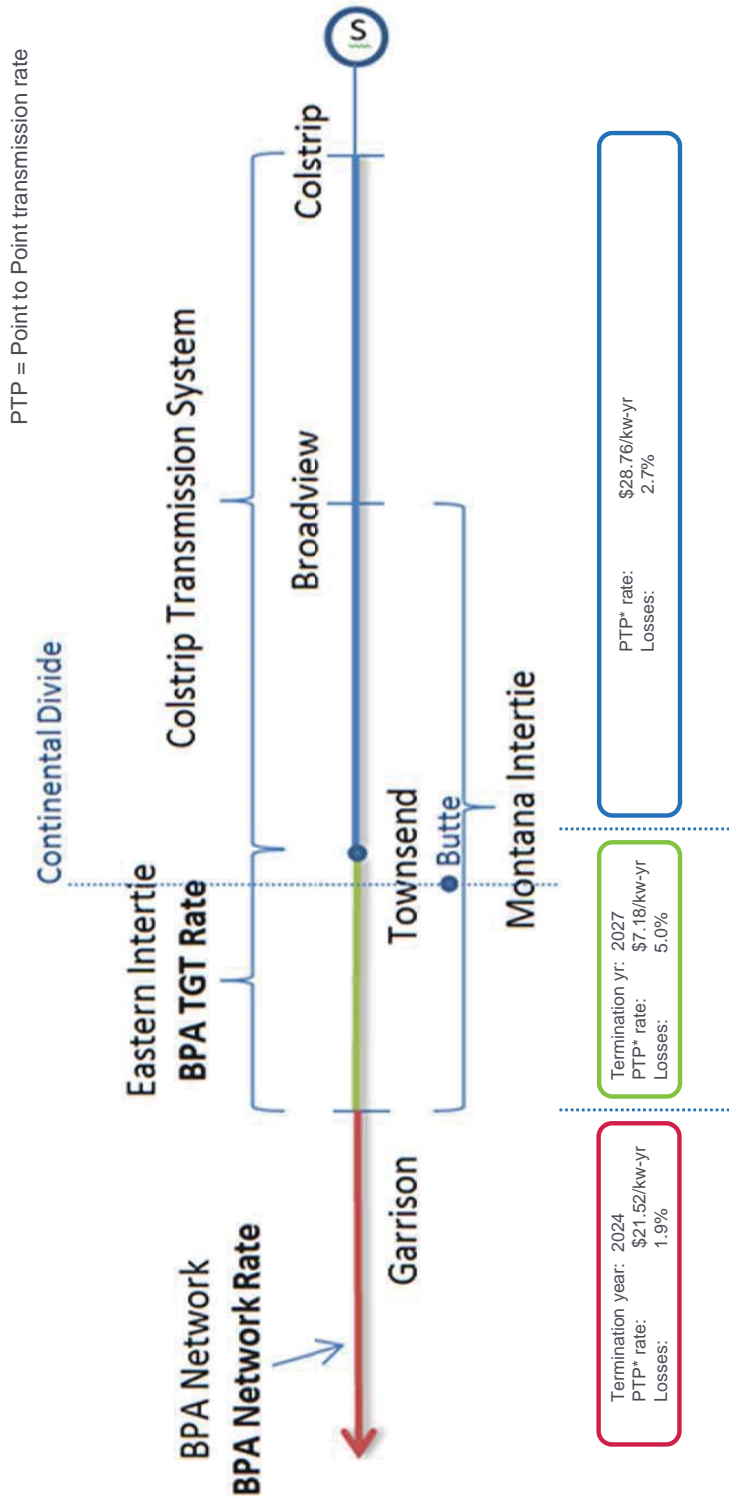 PTP = Point to Point transmission rate
Continental Divide
Eastern Intertie
BPA TGT Rate
Colstrip Transmission System
BPA Network
BPA Network Rate
Broadview
Colstrip
S
Garrison
Townsend
Butte
Montana Intertie
Termination year: 2024
PTP* rate: $21.52/kw-yr
Losses: 1.9%
Termination yr: 2027
PTP* rate: $7.18/kw-yr
Losses: 5.0%
PTP* rate: $28.76/kw-yr
Losses: 2.7%